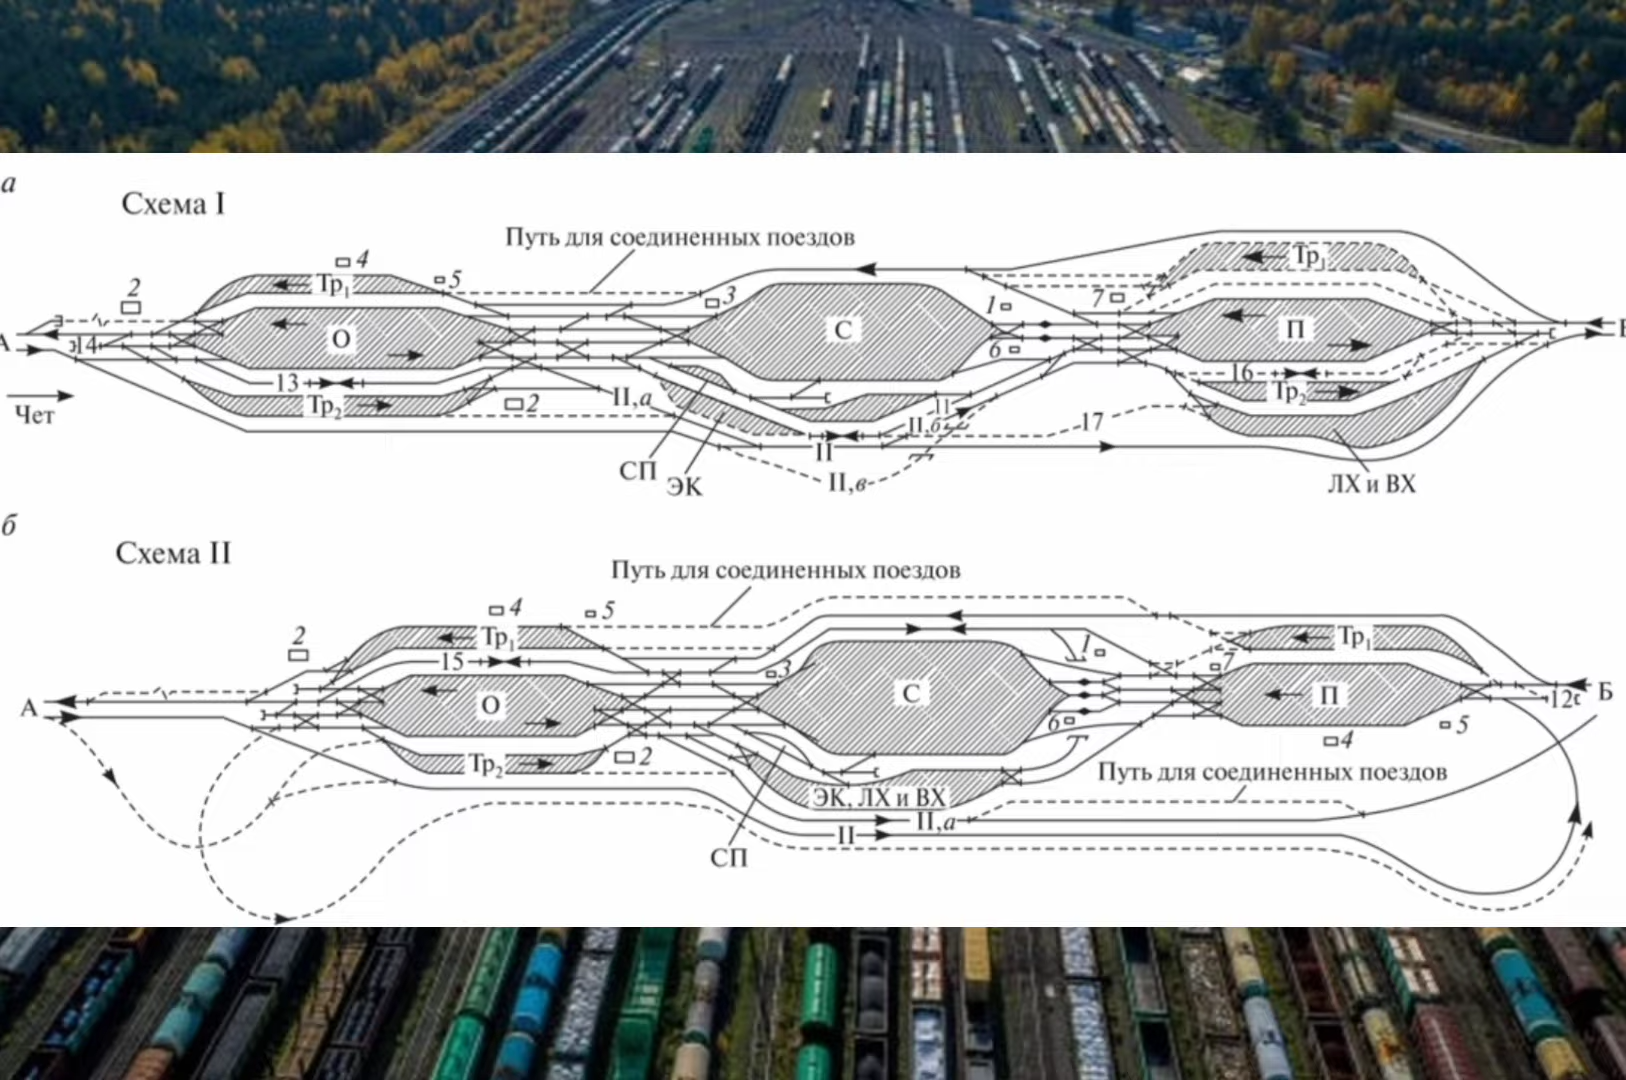 а
Схема I
Путь для соединенных поездов
4
Тр₁
5
Тр₁
2
3
1
7
А
О
С
П
14
6
13
16
Тр₂
2
II,а
11
Тр₂
Чет
II,б
17
II
СП
ЭК
II,в
ЛХ и ВХ
б
Схема II
Путь для соединенных поездов
4
5
2
Тр₁
1
Тр₁
15
3
7
А
О
С
П
12
Б
6
5
4
Тр₂
2
Путь для соединенных поездов
ЭК, ЛХ и ВХ
II,а
II
СП